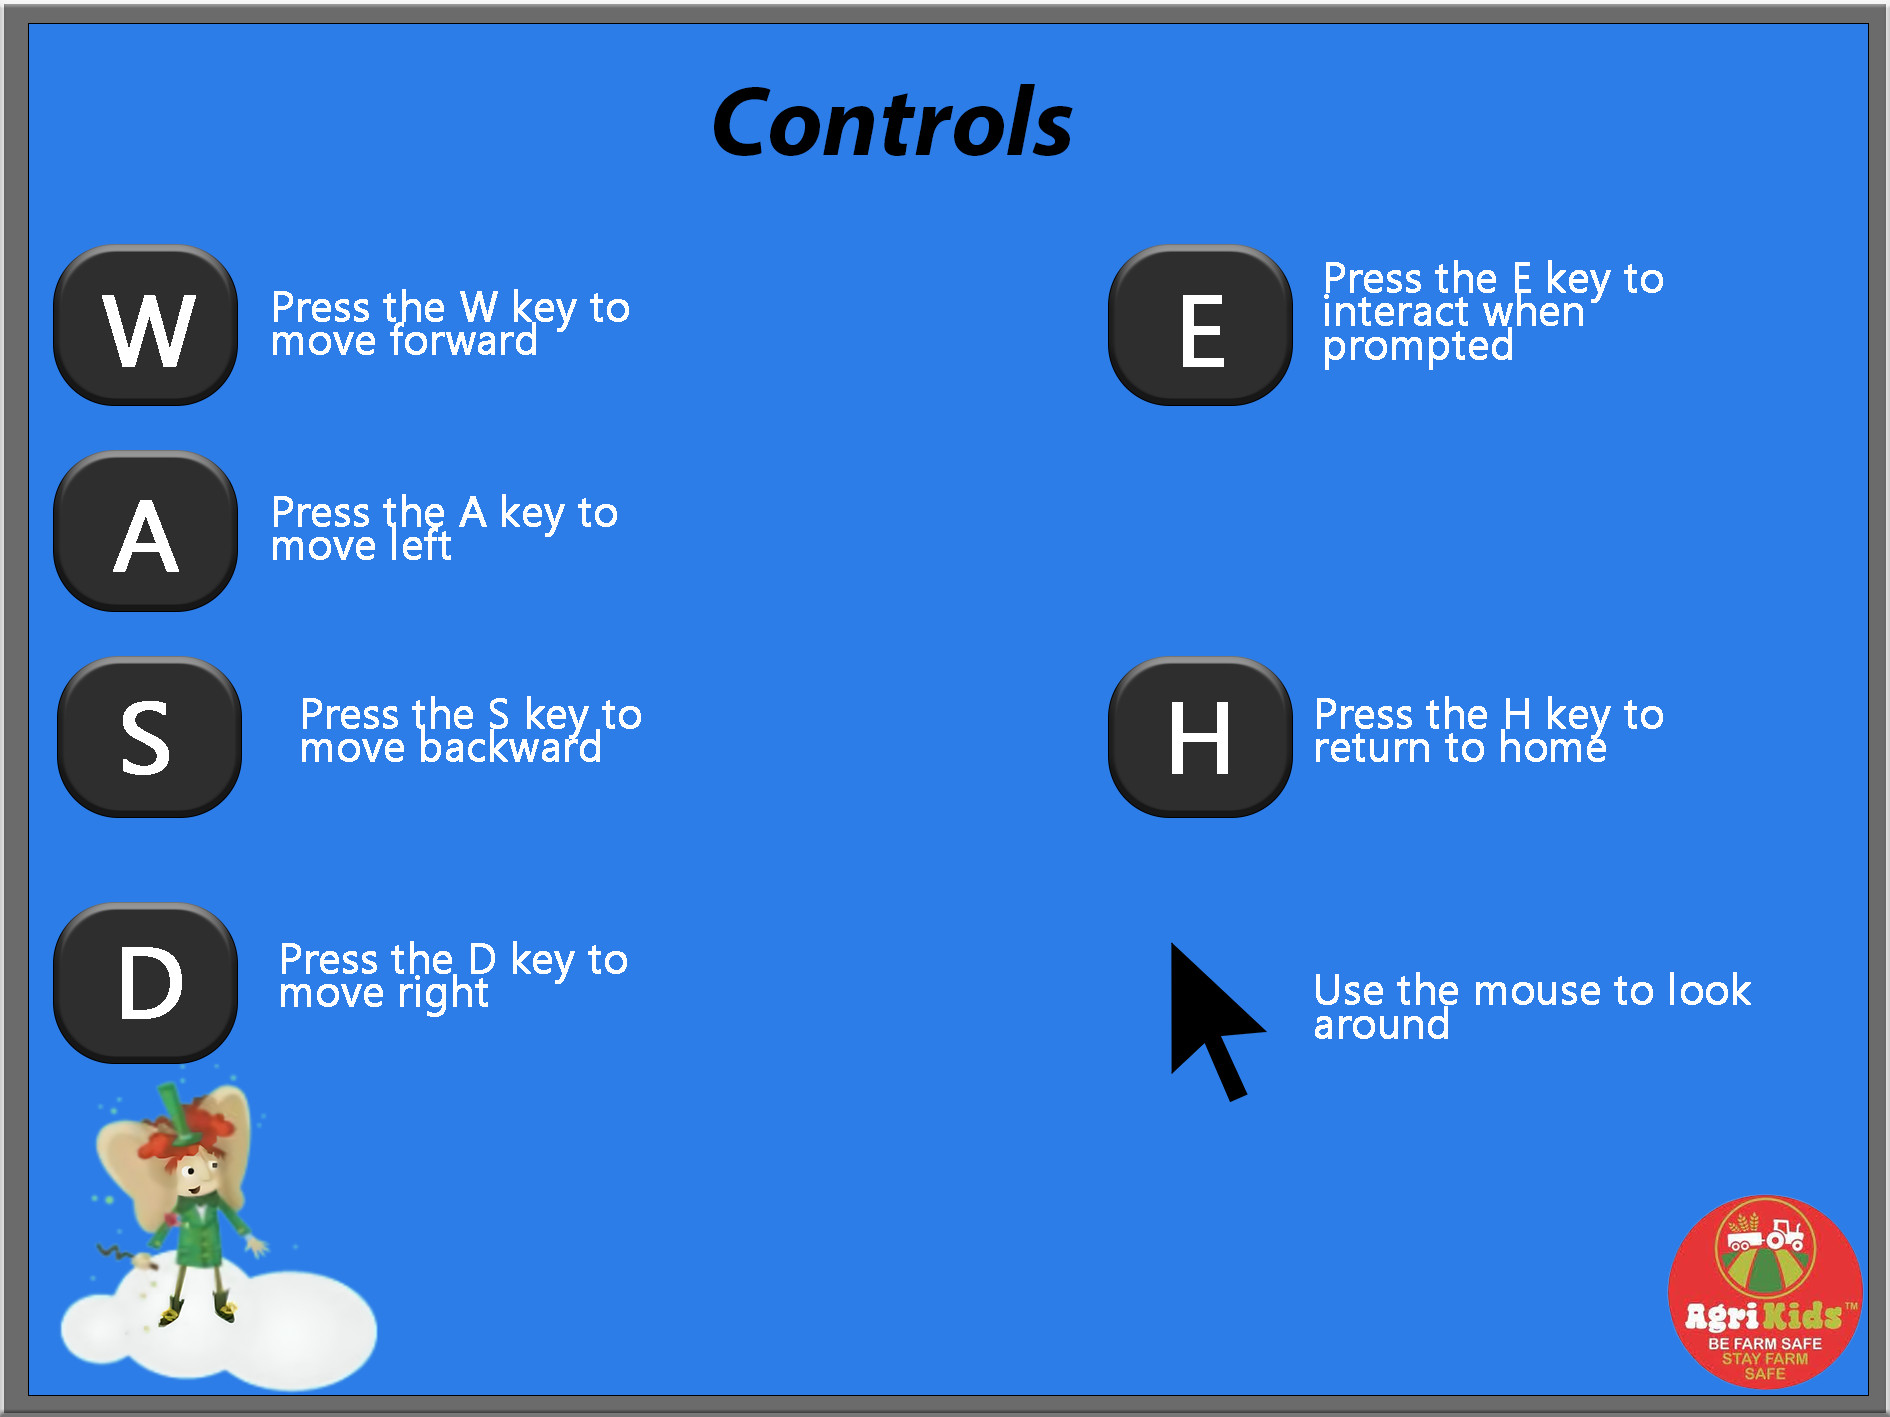 Controls
W
Press the W key to
move forward
A
Press the A key to
move left
S
Press the S key to
move backward
D
Press the D key to
move right
E
Press the E key to
interact when
prompted
H
Press the H key to
return to home
Use the mouse to look
around
AgriKids™
BE FARM SAFE
STAY FARM
SAFE